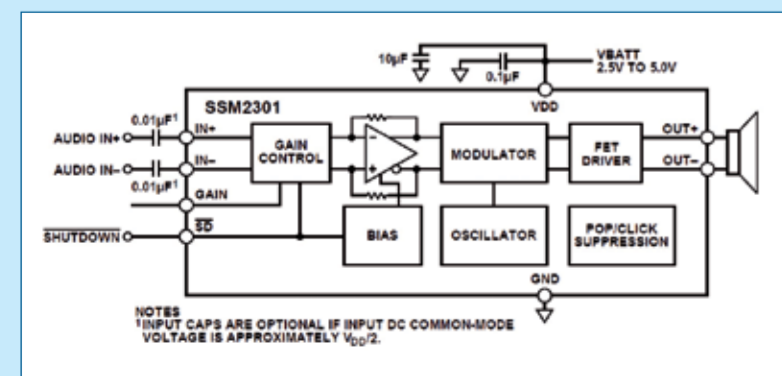 10µF
0.1µF
VBATT
2.5V TO 5.0V
VDD
SSM2301
0.01µF¹
AUDIO IN+
IN+
AUDIO IN–
IN–
0.01µF¹
GAIN
CONTROL
MODULATOR
FET
DRIVER
OUT+
OUT–
GAIN
SHUTDOWN
SD
BIAS
OSCILLATOR
POP/CLICK
SUPPRESSION
GND
NOTES
¹INPUT CAPS ARE OPTIONAL IF INPUT DC COMMON-MODE
VOLTAGE IS APPROXIMATELY VDD/2.